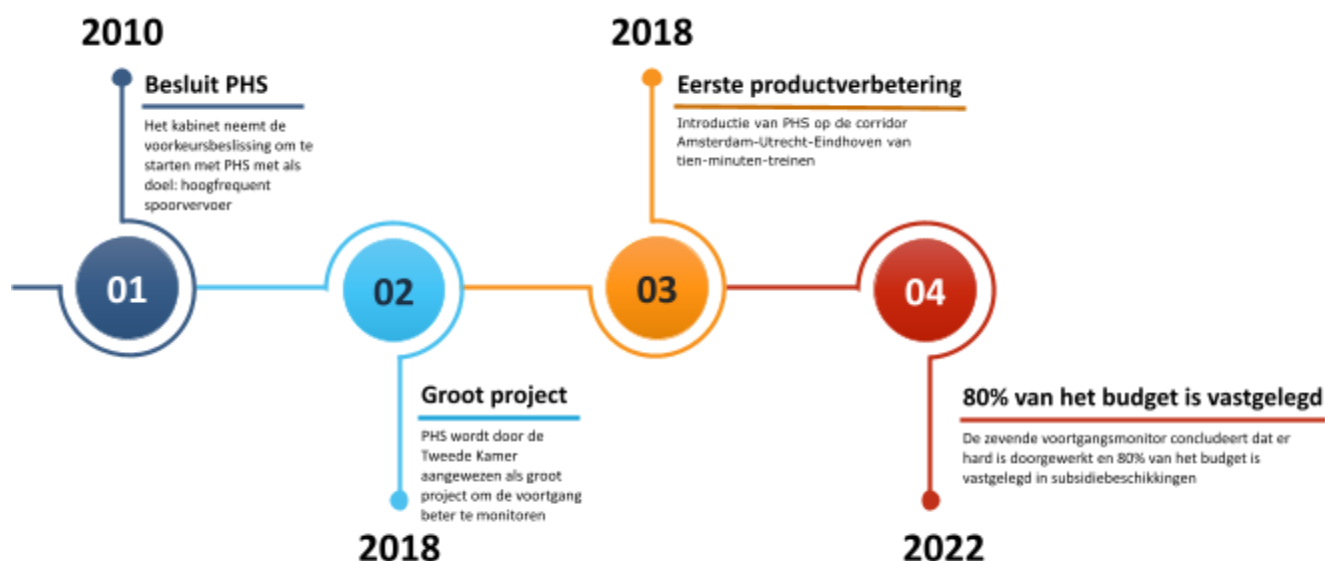 2010
Besluit PHS
Het kabinet neemt de
voorkeursbeslissing om te
starten met PHS met als
doel: hoogfrequent
spoorvervoer
01
02
Groot project
PHS wordt door de
Tweede Kamer
aangewezen als groot
project om de voortgang
beter te monitoren
2018
2018
Eerste productverbetering
Introductie van PHS op de corridor
Amsterdam-Utrecht-Eindhoven van
tien-minuten-treinen
03
04
80% van het budget is vastgelegd
De zevende voortgangsmonitor concludeert dat er
hard is doorgewerkt en 80% van het budget is
vastgelegd in subsidiebeschikkingen
2022